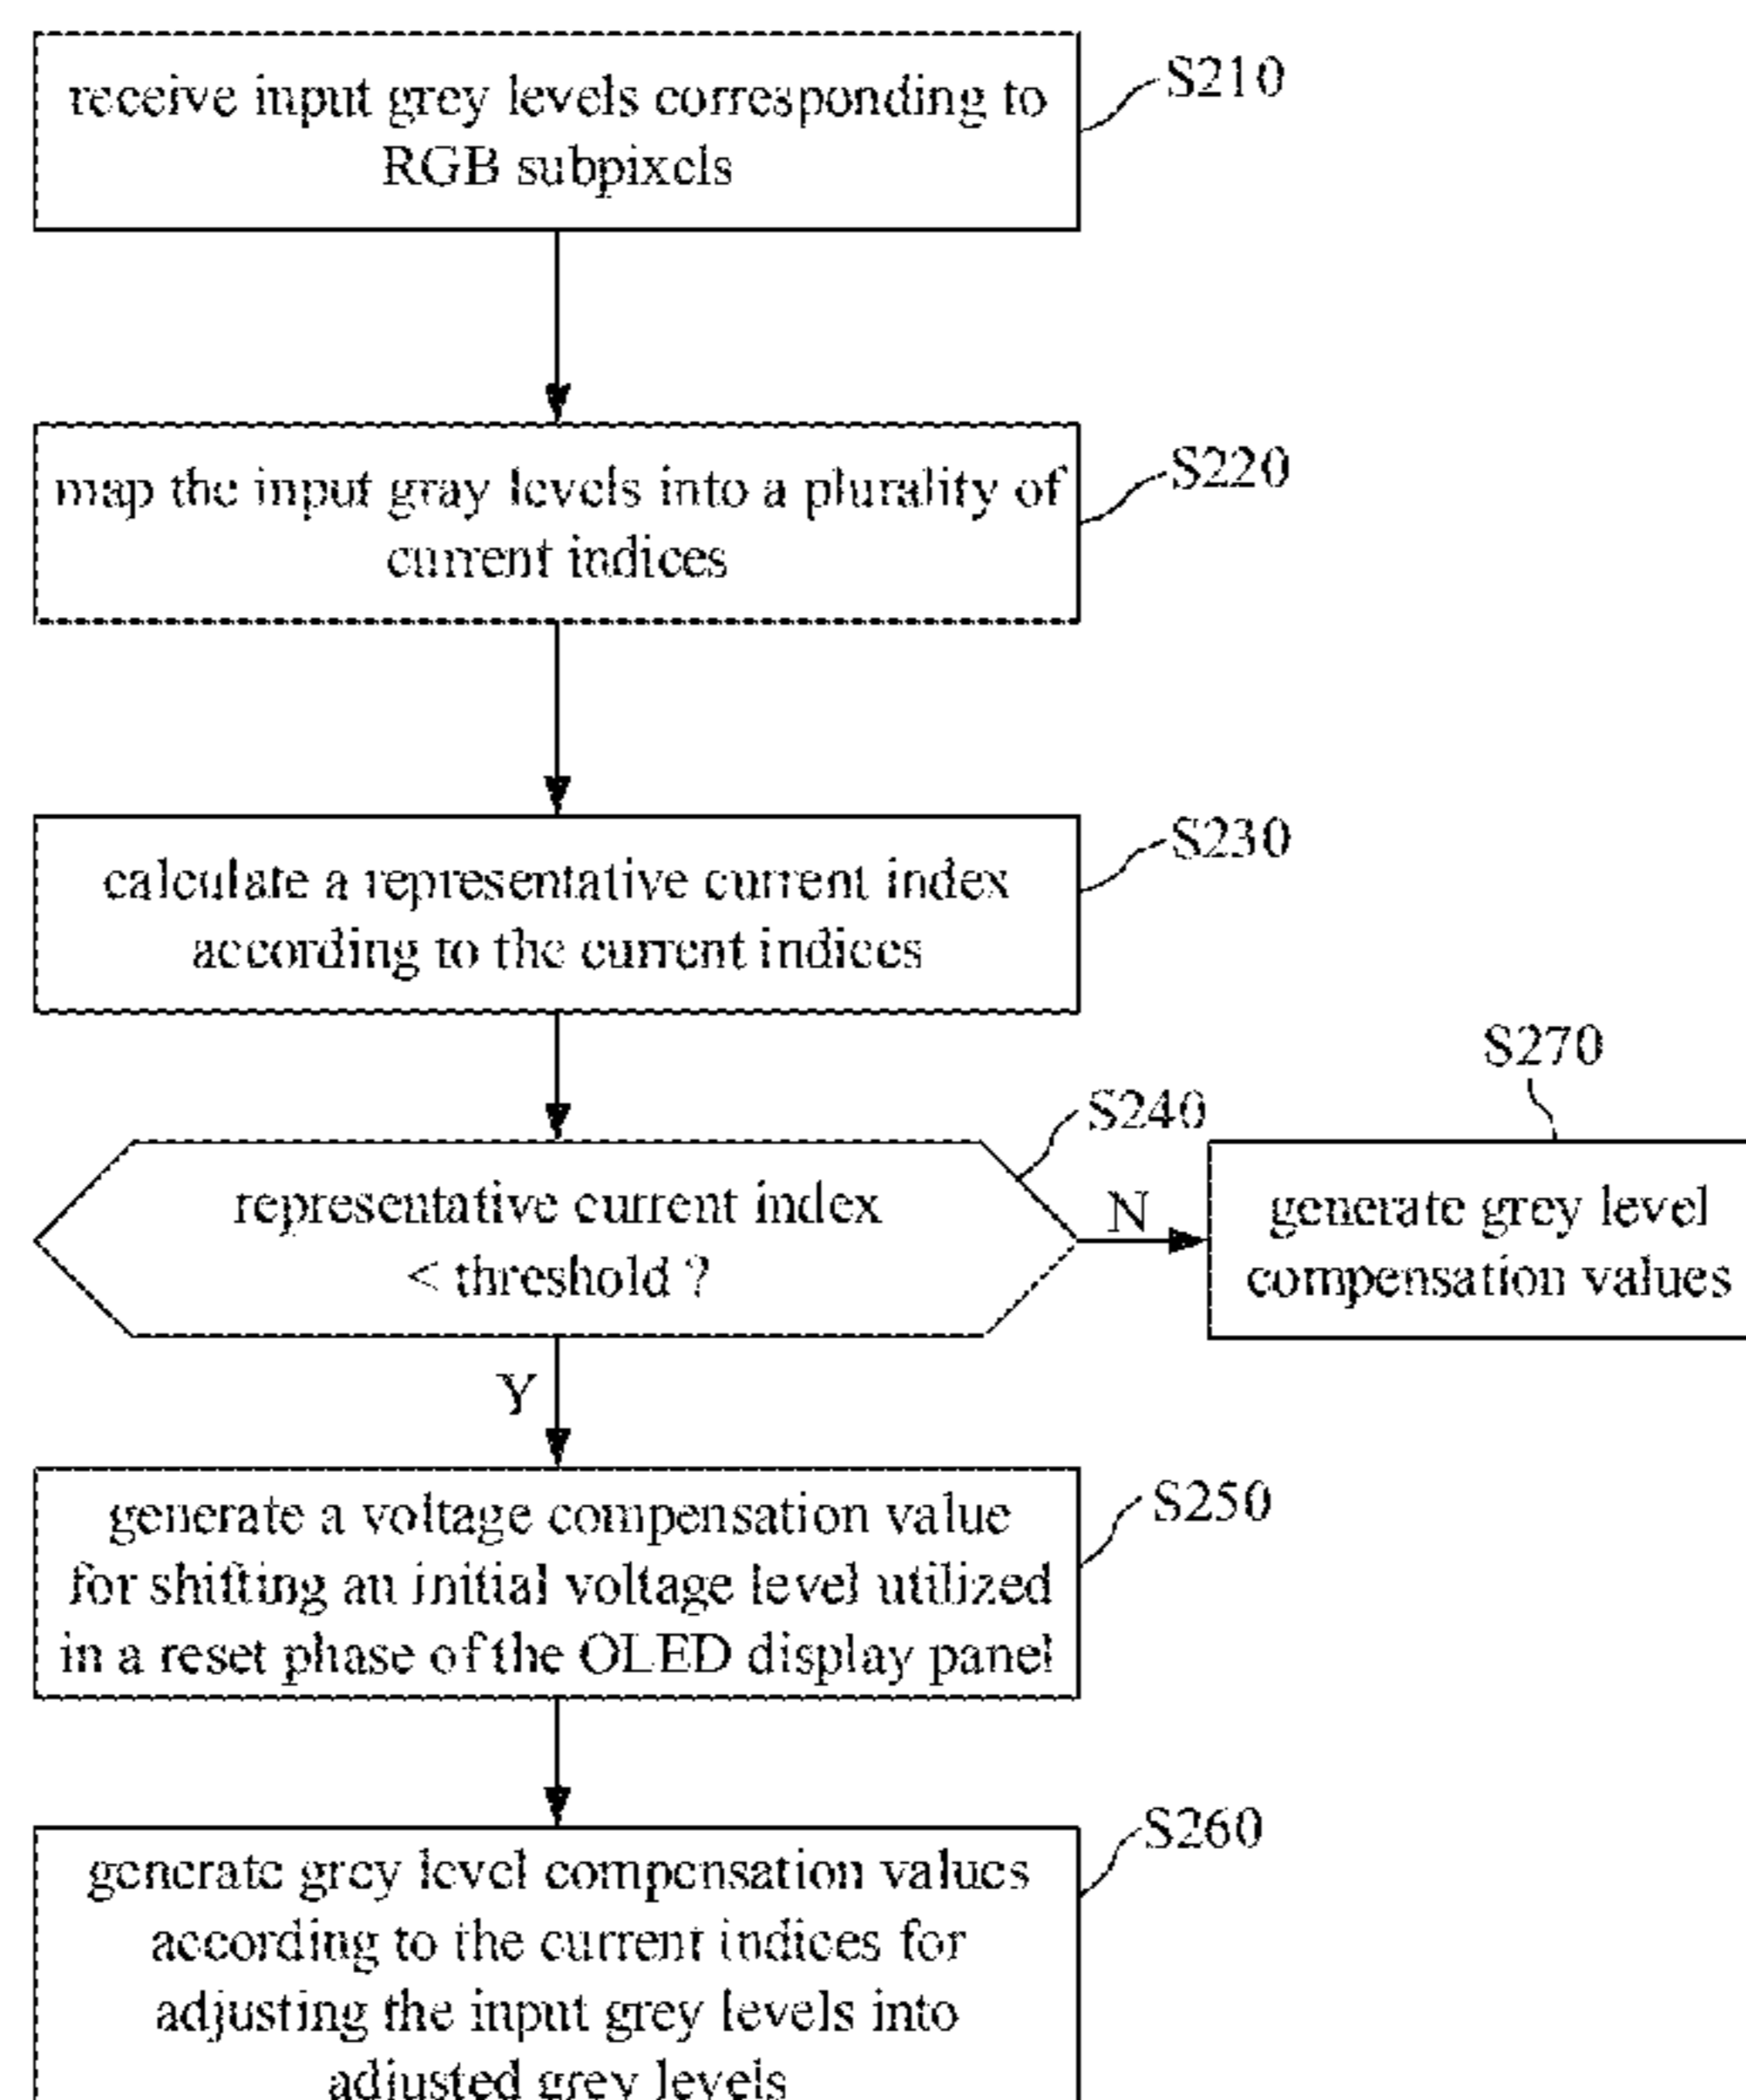 receive input grey levels corresponding to
RGB subpixels
S210
map the input gray levels into a plurality of
current indices
S220
calculate a representative current index
according to the current indices
S230
representative current index
< threshold ?
S240
N
S270
generate grey level
compensation values
Y
generate a voltage compensation value
for shifting an initial voltage level utilized
in a reset phase of the OLED display panel
S250
generate grey level compensation values
according to the current indices for
adjusting the input grey levels into
adjusted grey levels
S260